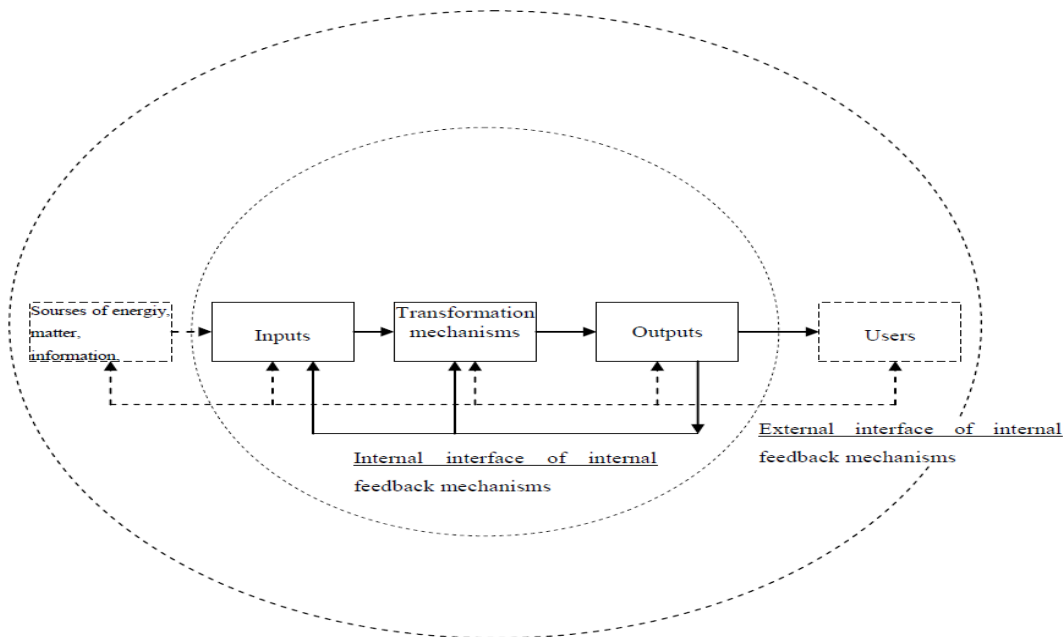 Sourses of energiy,
matter,
information
Inputs
Transformation
mechanisms
Outputs
Users
External interface of internal
feedback mechanisms
Internal interface of internal
feedback mechanisms